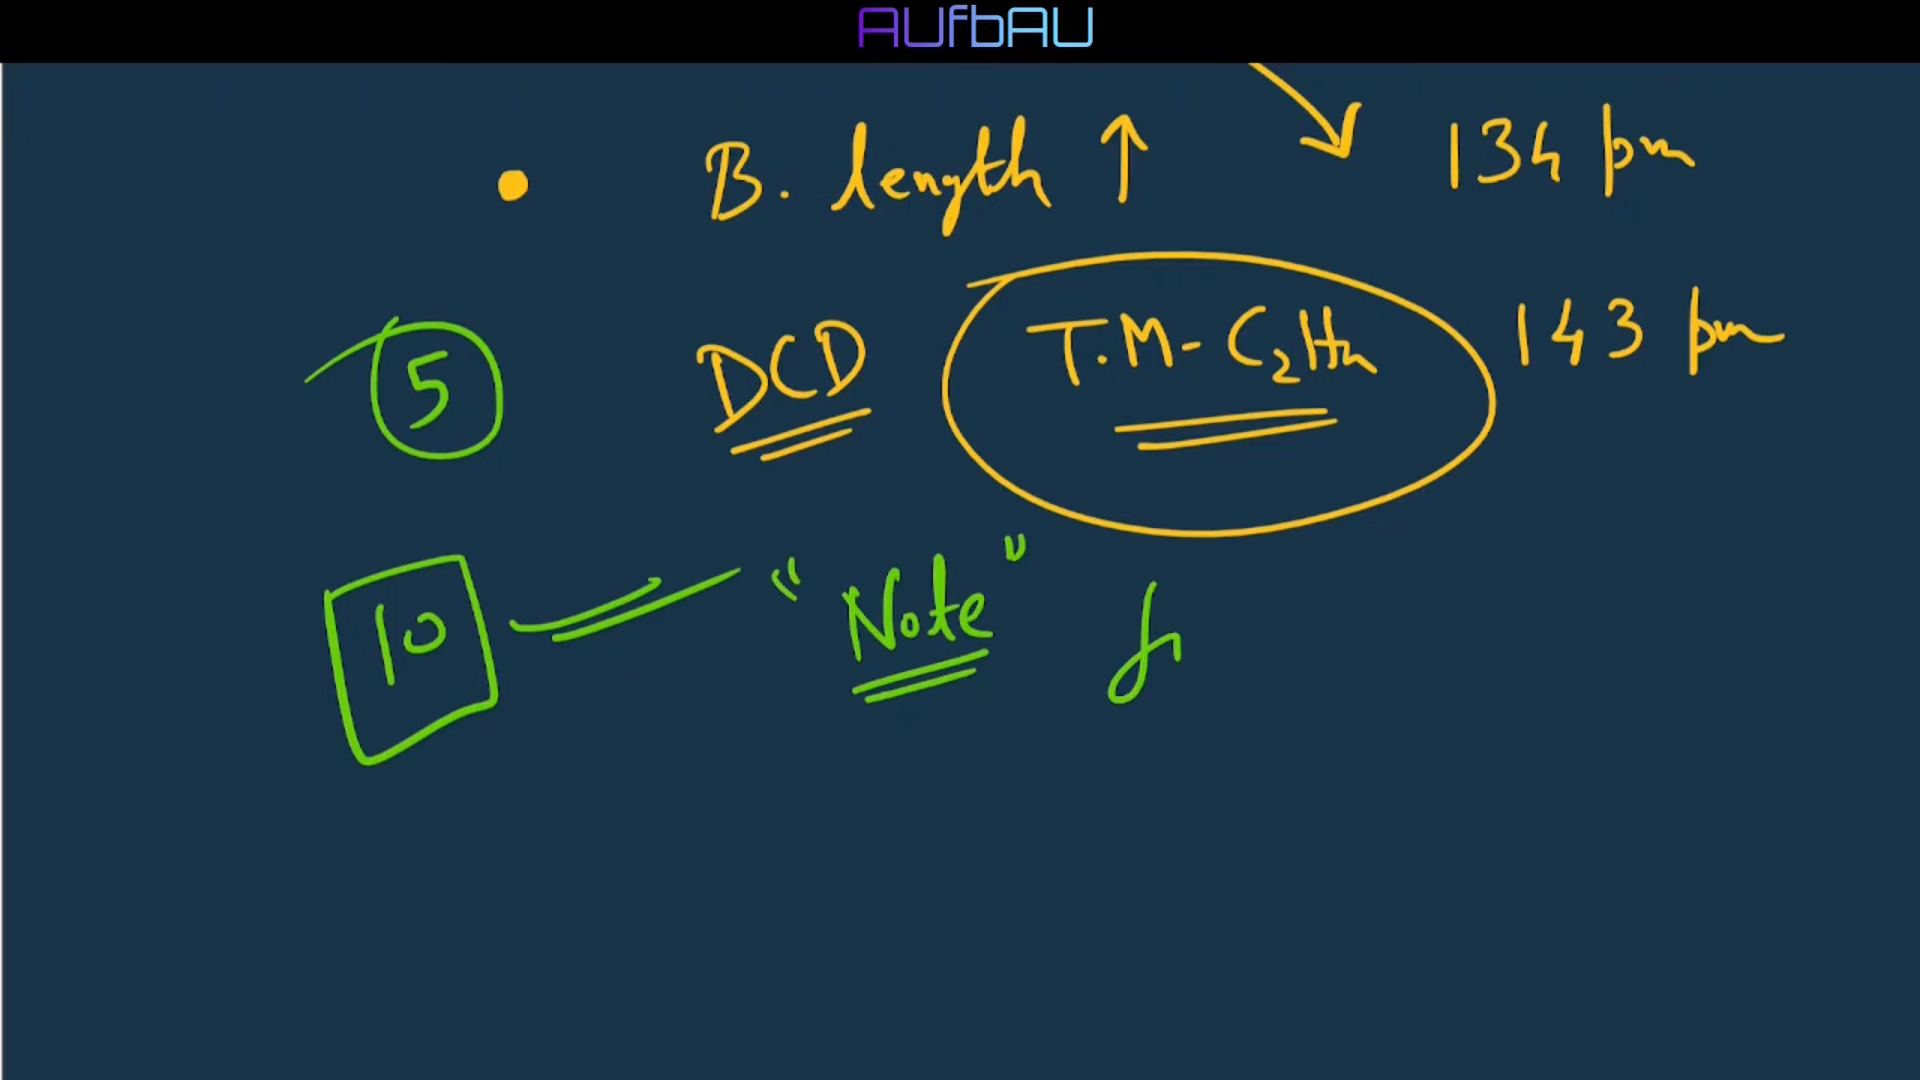 AUfbAU
• B. length ↑ 134 pm
5 DCD T.M-C₂H₄ 143 pm
10 "Note"